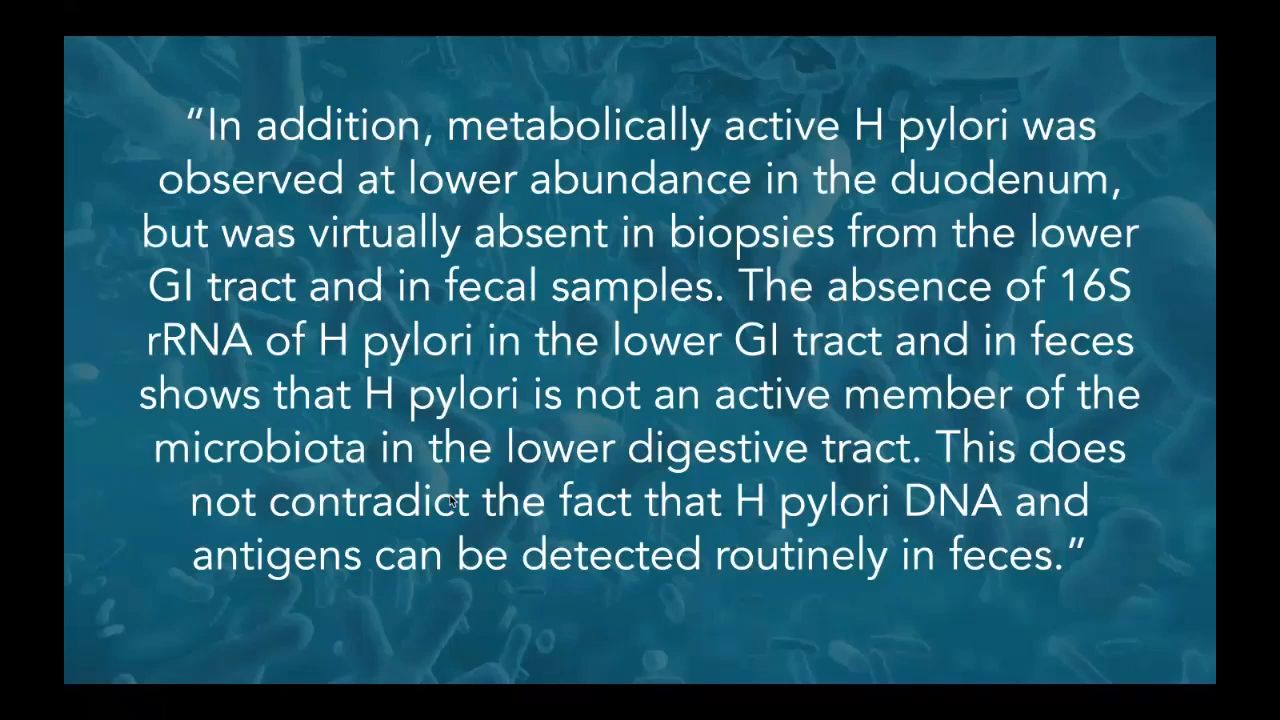 “In addition, metabolically active H pylori was
observed at lower abundance in the duodenum,
but was virtually absent in biopsies from the lower
GI tract and in fecal samples. The absence of 16S
rRNA of H pylori in the lower GI tract and in feces
shows that H pylori is not an active member of the
microbiota in the lower digestive tract. This does
not contradict the fact that H pylori DNA and
antigens can be detected routinely in feces.”